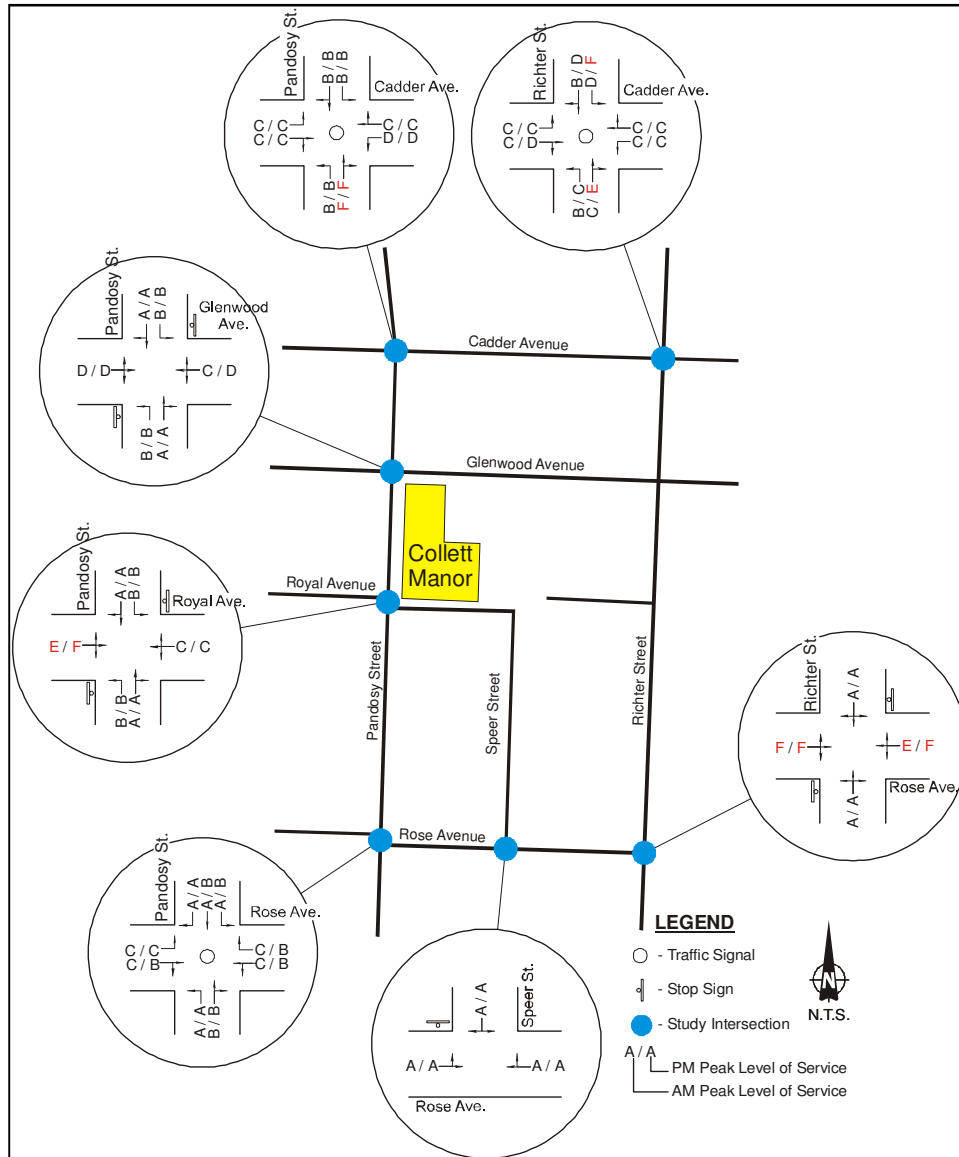 Pandosy St.
B / B
B / B
Cadder Ave.
C / C
C / C
C / C
D / D
B / B
F / F
Richter St.
B / D
D / F
Cadder Ave.
C / C
C / D
C / C
C / C
B / C
C / E
Pandosy St.
A / A
B / B
Glenwood
Ave.
D / D
C / D
B / B
A / A
Cadder Avenue
Glenwood Avenue
Collett
Manor
Royal Avenue
Pandosy St.
A / A
B / B
Royal Ave.
E / F
C / C
B / B
A / A
Pandosy Street
Speer Street
Richter Street
Richter St.
A / A
F / F
E / F
Rose Ave.
A / A
Rose Avenue
Pandosy St.
A / A
A / B
A / B
Rose Ave.
C / C
C / B
C / B
C / B
A / A
B / B
Speer St.
A / A
A / A
A / A
Rose Ave.
LEGEND
- Traffic Signal
- Stop Sign
- Study Intersection
A / A
PM Peak Level of Service
AM Peak Level of Service
N
N.T.S.